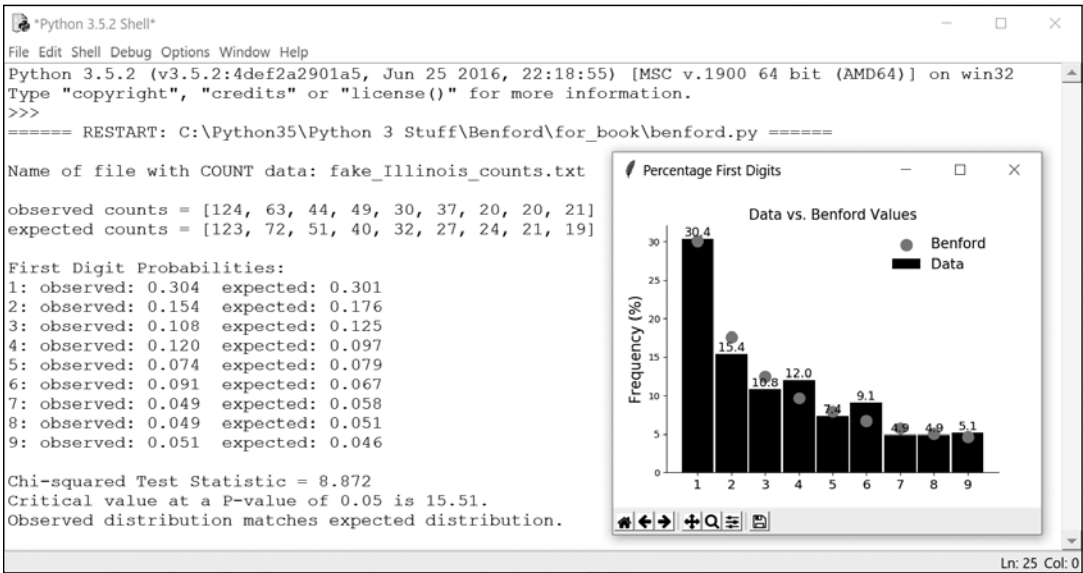 *Python 3.5.2 Shell*
File Edit Shell Debug Options Window Help
Python 3.5.2 (v3.5.2:4def2a2901a5, Jun 25 2016, 22:18:55) [MSC v.1900 64 bit (AMD64)] on win32
Type "copyright", "credits" or "license()" for more information.
>>>
====== RESTART: C:\Python35\Python 3 Stuff\Benford\for_book\benford.py ======
Name of file with COUNT data: fake_Illinois_counts.txt
observed counts = [124, 63, 44, 49, 30, 37, 20, 20, 21]
expected counts = [123, 72, 51, 40, 32, 27, 24, 21, 19]
First Digit Probabilities:
1: observed: 0.304  expected: 0.301
2: observed: 0.154  expected: 0.176
3: observed: 0.108  expected: 0.125
4: observed: 0.120  expected: 0.097
5: observed: 0.074  expected: 0.079
6: observed: 0.091  expected: 0.067
7: observed: 0.049  expected: 0.058
8: observed: 0.049  expected: 0.051
9: observed: 0.051  expected: 0.046
Chi-squared Test Statistic = 8.872
Critical value at a P-value of 0.05 is 15.51.
Observed distribution matches expected distribution.
Percentage First Digits
Data vs. Benford Values
Benford
Data
Frequency (%)
30
25
20
15
10
5
0
30.4
15.4
10.8
12.0
7.4
9.1
4.9
4.9
5.1
1 2 3 4 5 6 7 8 9
Ln: 25 Col: 0